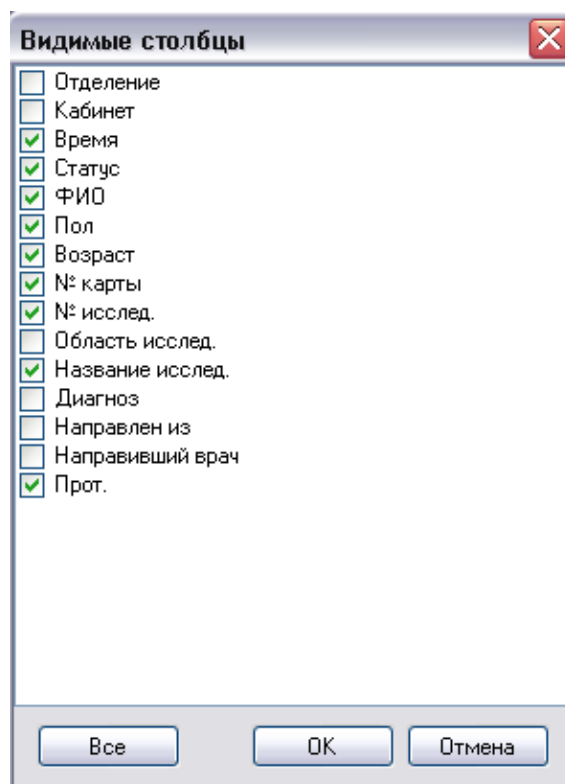 Видимые столбцы
Отделение
Кабинет
Время
Статус
ФИО
Пол
Возраст
№ карты
№ исслед.
Область исслед.
Название исслед.
Диагноз
Направлен из
Направивший врач
Прот.
Все OK Отмена